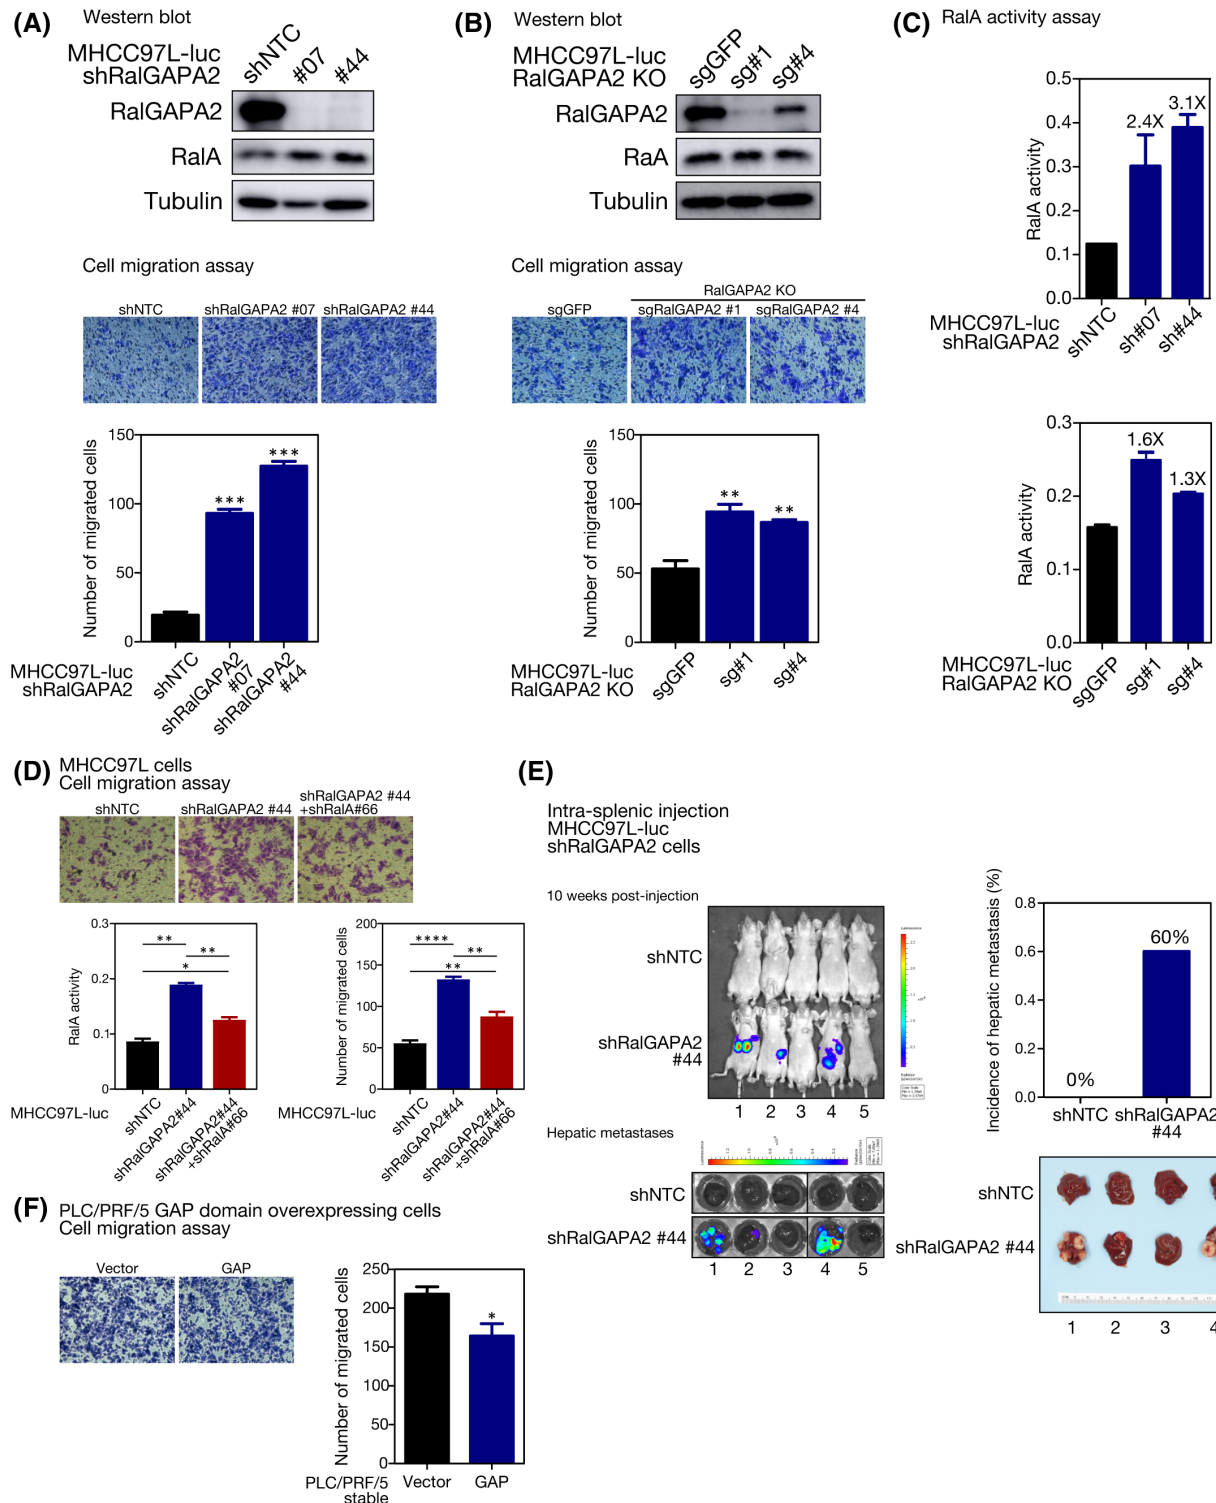 (A) Western blot
MHCC97L-luc
shRalGAPA2
shNTC
#07
#44
RalGAPA2
RalA
Tubulin
Cell migration assay
shNTC
shRalGAPA2 #07
shRalGAPA2 #44
Number of migrated cells
150
100
50
0
***
***
MHCC97L-luc
shRalGAPA2
shNTC
shRalGAPA2
#07
shRalGAPA2
#44
(B) Western blot
MHCC97L-luc
RalGAPA2 KO
sgGFP
sg#1
sg#4
RalGAPA2
RaA
Tubulin
Cell migration assay
RalGAPA2 KO
sgGFP
sgRalGAPA2 #1
sgRalGAPA2 #4
Number of migrated cells
150
100
50
0
**
**
MHCC97L-luc
RalGAPA2 KO
sgGFP
sg#1
sg#4
(C) RalA activity assay
RalA activity
0.5
0.4
0.3
0.2
0.1
0.0
2.4X
3.1X
MHCC97L-luc
shRalGAPA2
shNTC
sh#07
sh#44
RalA activity
0.3
0.2
0.1
0.0
1.6X
1.3X
MHCC97L-luc
RalGAPA2 KO
sgGFP
sg#1
sg#4
(D) MHCC97L cells
Cell migration assay
shNTC
shRalGAPA2 #44
shRalGAPA2 #44
+shRalA#66
RalA activity
0.3
0.2
0.1
0.0
**
**
*
MHCC97L-luc
shNTC
shRalGAPA2#44
shRalGAPA2#44
+shRalA#66
Number of migrated cells
200
150
100
50
0
****
**
**
MHCC97L-luc
shNTC
shRalGAPA2#44
shRalGAPA2#44
+shRalA#66
(E)
Intra-splenic injection
MHCC97L-luc
shRalGAPA2 cells
10 weeks post-injection
shNTC
shRalGAPA2
#44
1 2 3 4 5
Luminescence
Hepatic metastases
Luminescence
shNTC
shRalGAPA2 #44
1 2 3 4 5
Incidence of hepatic metastasis (%)
0.8
0.6
0.4
0.2
0.0
0%
60%
shNTC
shRalGAPA2
#44
shNTC
shRalGAPA2 #44
1 2 3 4
(F) PLC/PRF/5 GAP domain overexpressing cells
Cell migration assay
Vector
GAP
Number of migrated cells
250
200
150
100
50
0
*
PLC/PRF/5
stable
Vector
GAP